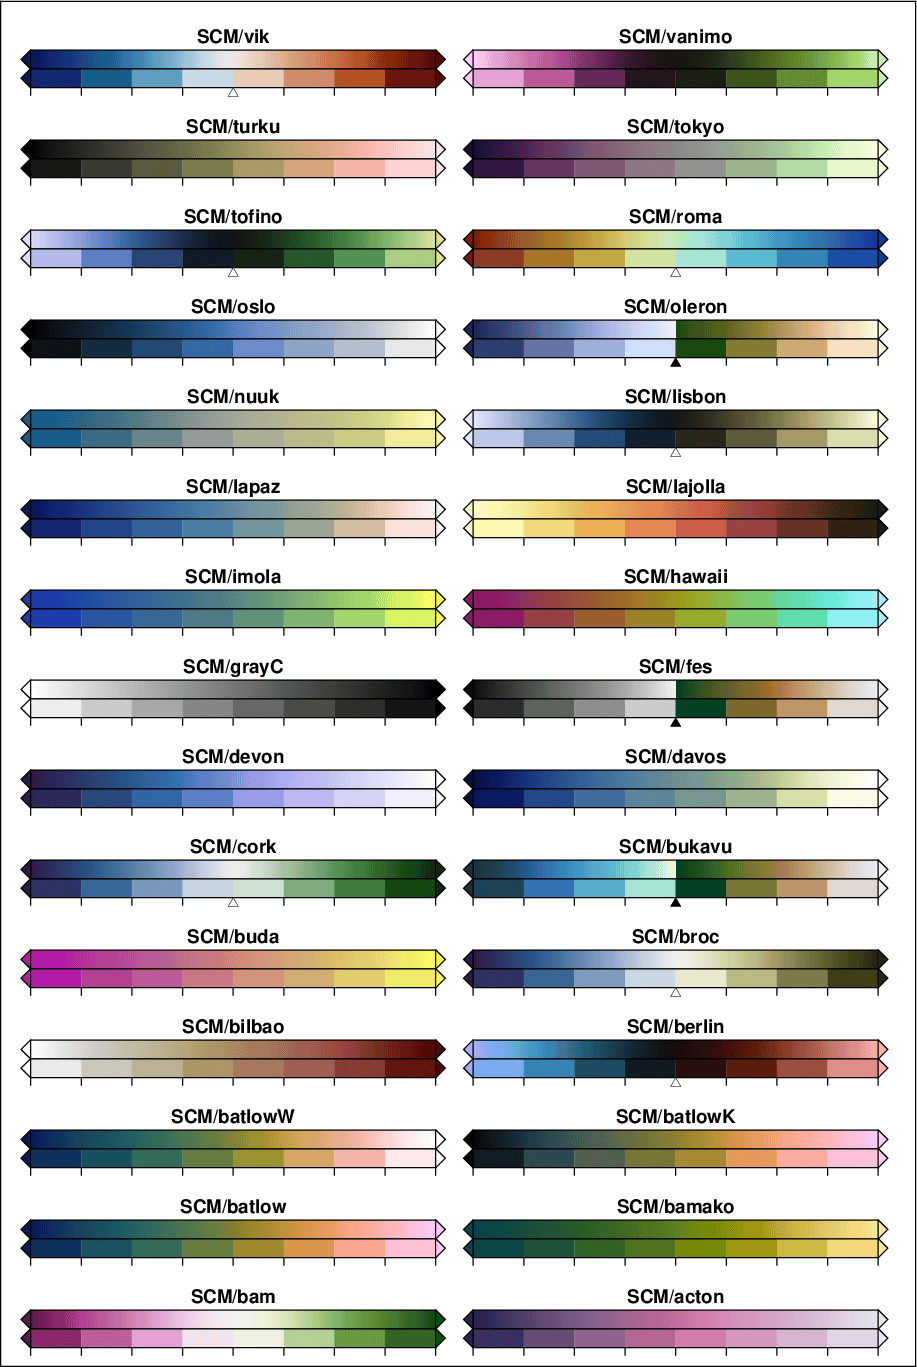 SCM/vik
SCM/vanimo
SCM/turku
SCM/tokyo
SCM/tofino
SCM/roma
SCM/oslo
SCM/oleron
SCM/nuuk
SCM/lisbon
SCM/lapaz
SCM/lajolla
SCM/imola
SCM/hawaii
SCM/grayC
SCM/fes
SCM/devon
SCM/davos
SCM/cork
SCM/bukavu
SCM/buda
SCM/broc
SCM/bilbao
SCM/berlin
SCM/batlowW
SCM/batlowK
SCM/batlow
SCM/bamako
SCM/bam
SCM/acton